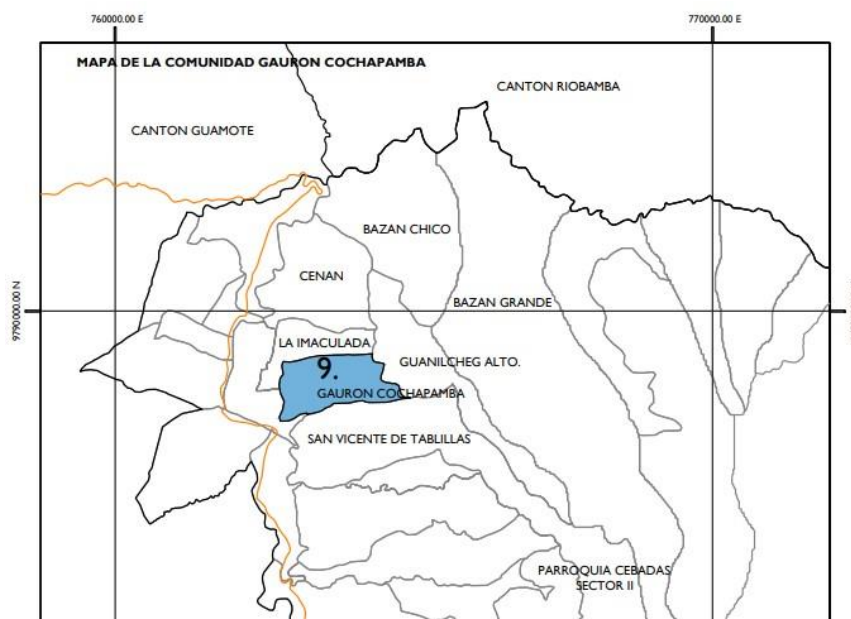 760000.00 E
770000.00 E
MAPA DE LA COMUNIDAD GAURON COCHAPAMBA
CANTON RIOBAMBA
CANTON GUAMOTE
BAZAN CHICO
CENAN
9790000.00 N
BAZAN GRANDE
LA IMACULADA
GUANILCHEG ALTO.
9.
GAURON COCHAPAMBA
SAN VICENTE DE TABLILLAS
PARROQUIA CEBADAS
SECTOR II